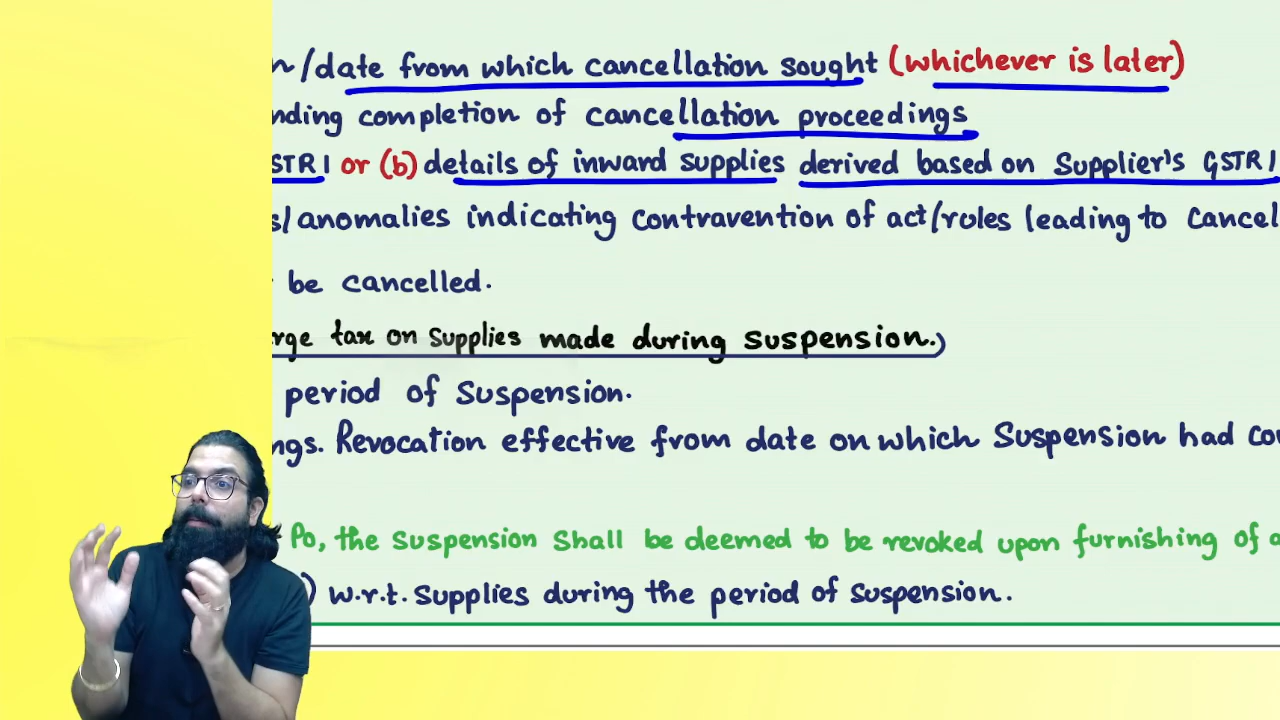 /date from which cancellation sought (whichever is later)
nding completion of cancellation proceedings
STR1 or (b) details of inward supplies derived based on Supplier's GSTR1
s/anomalies indicating contravention of act/rules leading to cancel
be cancelled.
rge tax on supplies made during suspension.)
period of Suspension.
ngs. Revocation effective from date on which Suspension had co
Po, the suspension shall be deemed to be revoked upon furnishing of a
) w.r.t. supplies during the period of suspension.